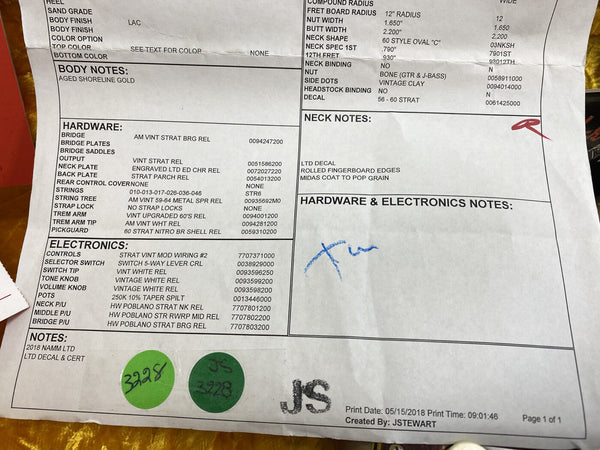 HEEL
SAND GRADE
BODY FINISH LAC
BODY FINISH
COLOR OPTION
TOP COLOR SEE TEXT FOR COLOR NONE
BOTTOM COLOR
BODY NOTES:
AGED SHORELINE GOLD
HARDWARE:
BRIDGE AM VINT STRAT BRG REL 0094247200
BRIDGE PLATES
BRIDGE SADDLES
OUTPUT VINT STRAT REL 0051586200
NECK PLATE ENGRAVED LTD ED CHR REL 0072027220
BACK PLATE STRAT PARCH REL 0054013200
REAR CONTROL COVER NONE NONE
STRINGS 010-013-017-026-036-046 STR6
STRING TREE AM VINT 59-64 METAL SPR REL 00935692M0
STRAP LOCK NO STRAP LOCKS NONE
TREM ARM VINT UPGRADED 60'S REL 0094001200
TREM ARM TIP AM VINT WHT REL 0094281200
PICKGUARD 60 STRAT NITRO BR SHELL REL 0059310200
ELECTRONICS:
CONTROLS STRAT VINT MOD WIRING #2 7707371000
SELECTOR SWITCH SWITCH 5-WAY LEVER CRL 0038929000
SWITCH TIP VINT WHITE REL 0093596250
TONE KNOB VINTAGE WHITE REL 0093599200
VOLUME KNOB VINTAGE WHITE REL 0093598200
POTS 250K 10% TAPER SPILT 0013446000
NECK P/U HW POBLANO STRAT NK REL 7707801200
MIDDLE P/U HW POBLANO STR RWRP MID REL 7707802200
BRIDGE P/U HW POBLANO STRAT BRG REL 7707803200
NOTES:
2018 NAMM LTD
LTD DECAL & CERT
3228
JS
3228
JS
COMPOUND RADIUS WIDE
FRET BOARD RADIUS 12" RADIUS
NUT WIDTH 1.650" 12
BUTT WIDTH 2.200" 1.650
NECK SHAPE 60 STYLE OVAL "C" 2.200
NECK SPEC 1ST .790" 03NKSH
12TH FRET .930" 7901ST
NECK BINDING NO 93012TH
NUT BONE (GTR & J-BASS) N
SIDE DOTS VINTAGE CLAY 0058911000
HEADSTOCK BINDING NO 0094014000
DECAL 56 - 60 STRAT N
0061425000
NECK NOTES:
LTD DECAL
ROLLED FINGERBOARD EDGES
MIDAS COAT TO POP GRAIN
HARDWARE & ELECTRONICS NOTES:
Print Date: 05/15/2018 Print Time: 09:01:46
Created By: JSTEWART
Page 1 of 1